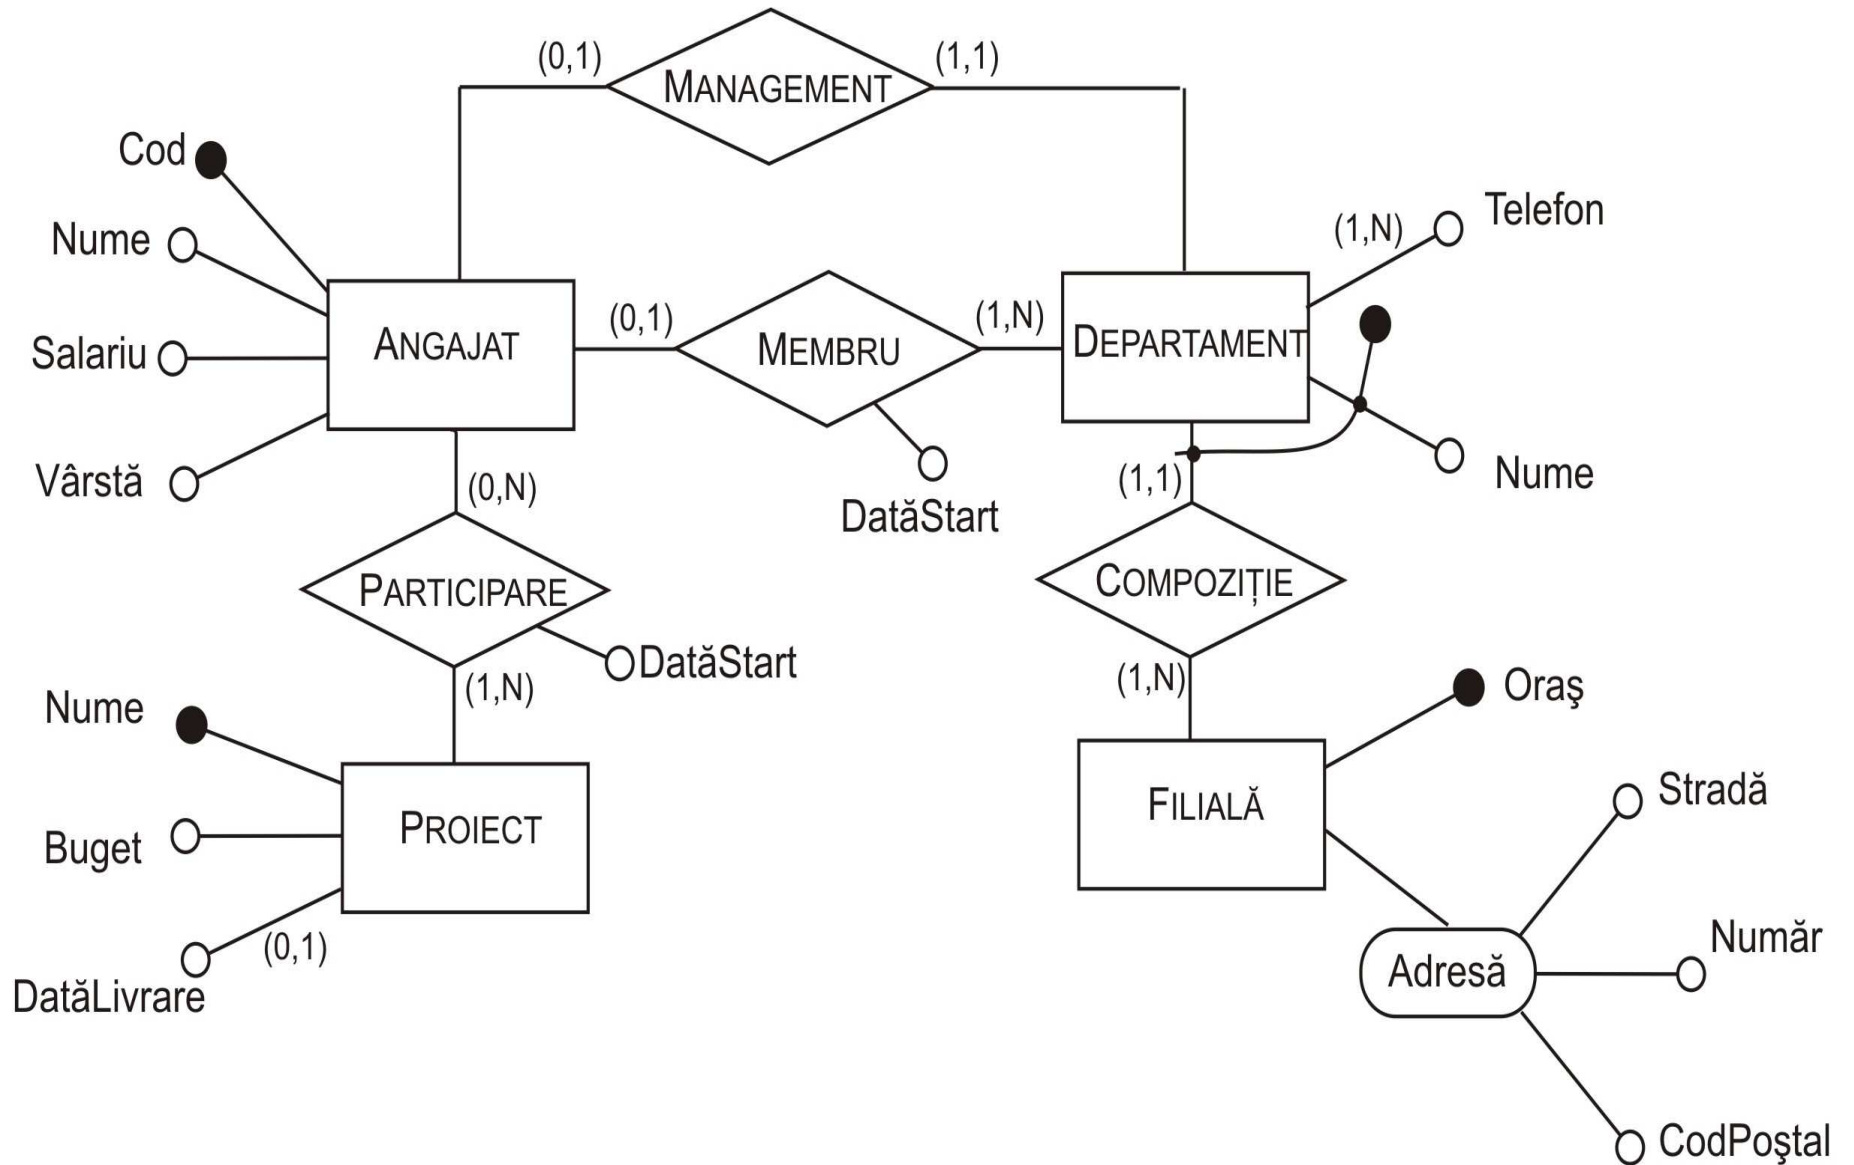 (0,1)
MANAGEMENT
(1,1)
Cod
Nume
Salariu
Vârstă
ANGAJAT
(0,1)
MEMBRU
(1,N)
DatăStart
DEPARTAMENT
(1,N)
Telefon
Nume
(0,N)
PARTICIPARE
DatăStart
(1,N)
(1,1)
COMPOZIȚIE
(1,N)
Nume
Buget
DatăLivrare
(0,1)
PROIECT
FILIALĂ
Oraş
Adresă
Stradă
Număr
CodPoştal